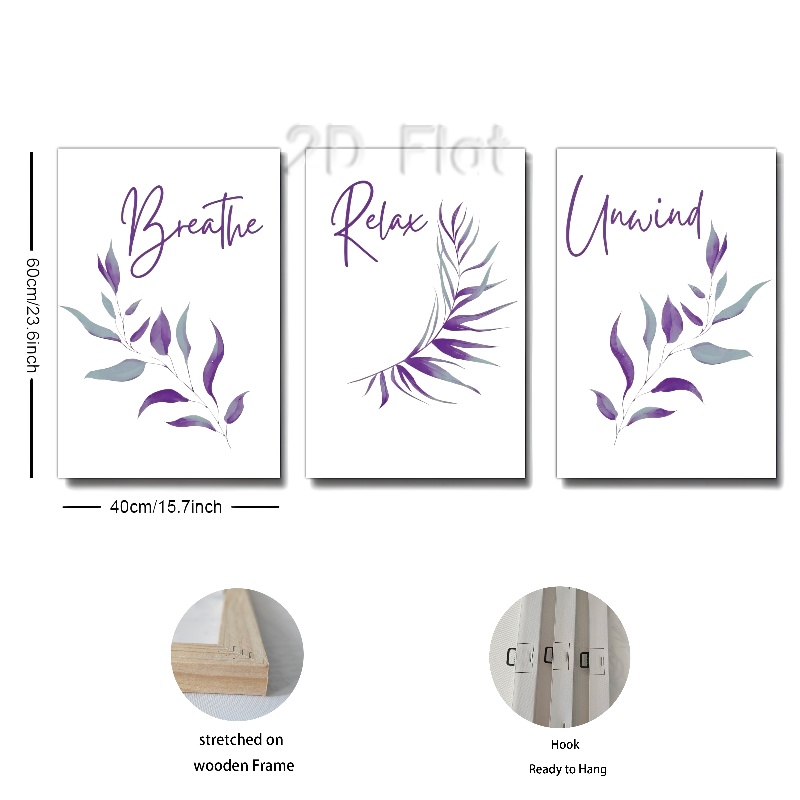 2D Flat
Breathe
Relax
Unwind
60cm/23.6inch
40cm/15.7inch
stretched on
wooden Frame
Hook
Ready to Hang